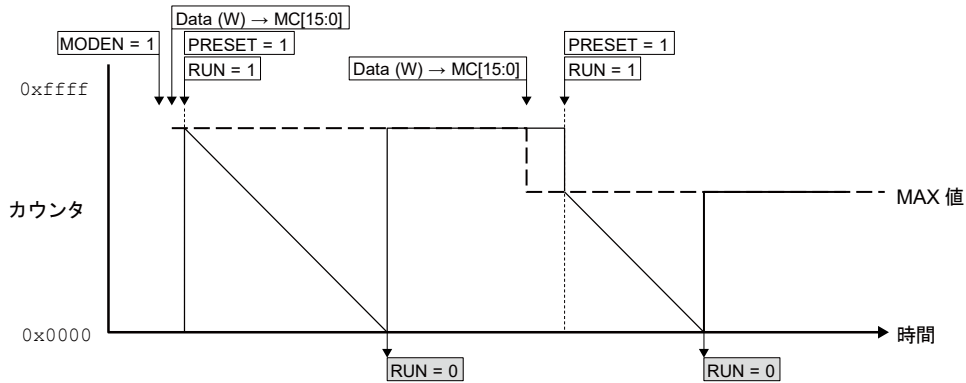 Data (W) → MC[15:0]
MODEN = 1
PRESET = 1
PRESET = 1
RUN = 1
Data (W) → MC[15:0]
RUN = 1
0xffff
カウンタ
MAX 値
0x0000
時間
RUN = 0
RUN = 0